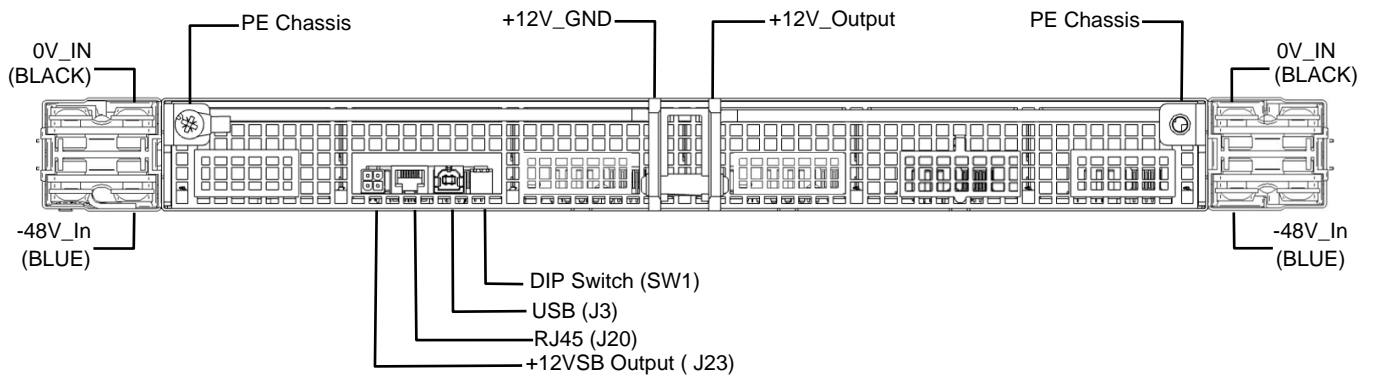 PE Chassis
+12V_GND
+12V_Output
PE Chassis
0V_IN
(BLACK)
0V_IN
(BLACK)
-48V_In
(BLUE)
-48V_In
(BLUE)
DIP Switch (SW1)
USB (J3)
RJ45 (J20)
+12VSB Output ( J23)